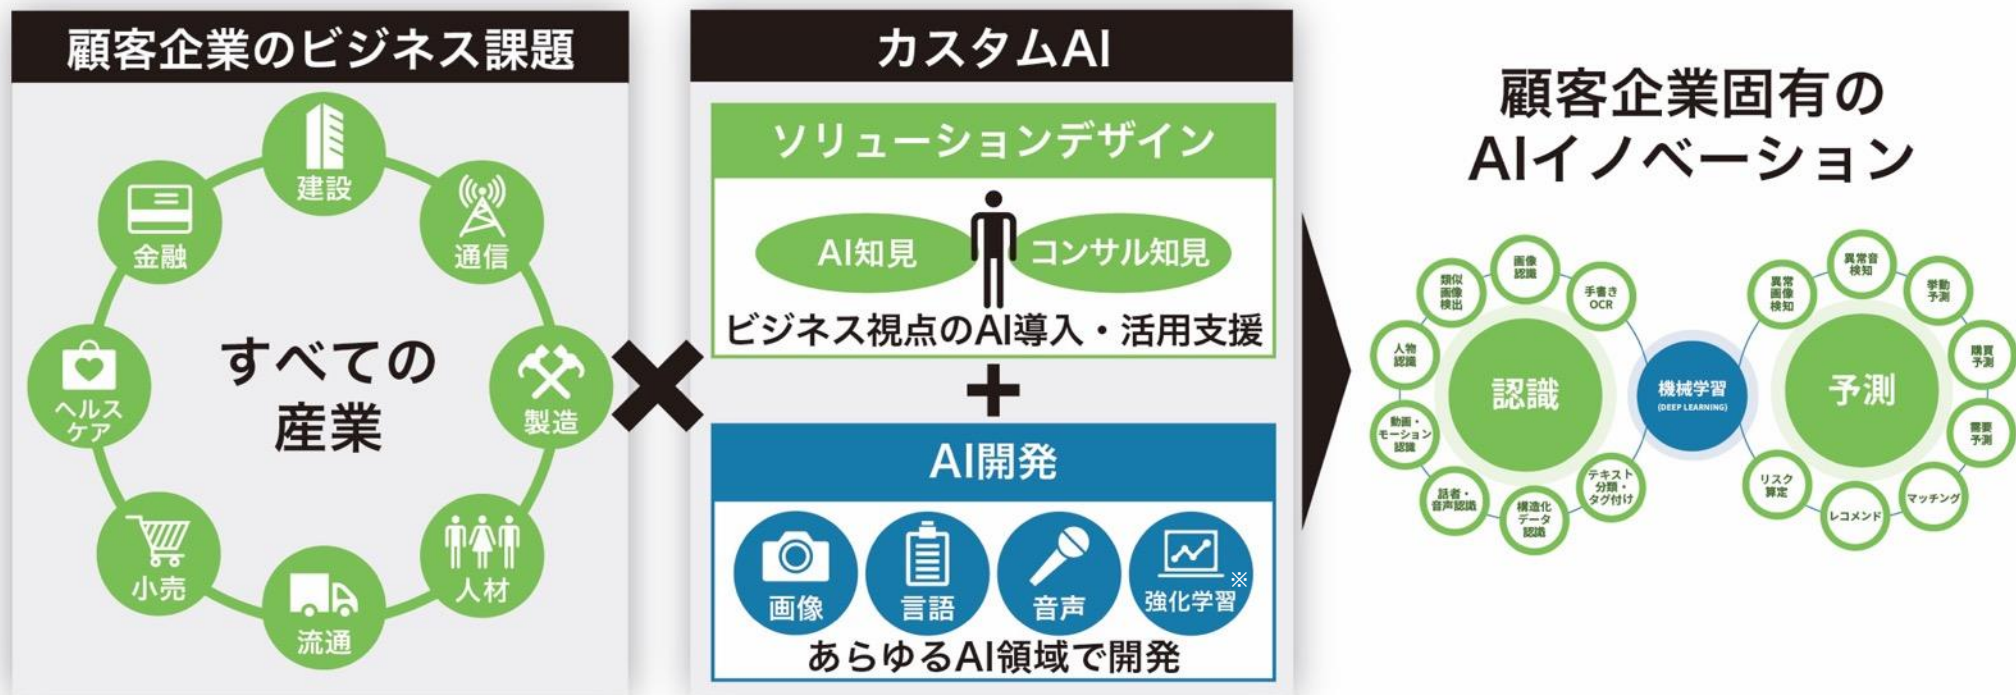 顧客企業のビジネス課題
建設
通信
製造
人材
流通
小売
ヘルス
ケア
金融
すべての
産業
カスタムAI
ソリューションデザイン
AI知見
コンサル知見
ビジネス視点のAI導入・活用支援
+
AI開発
画像
言語
音声
強化学習※
あらゆるAI領域で開発
顧客企業固有の
AIイノベーション
認識
画像
認識
手書き
OCR
類似
画像
検出
人物
認識
動画・
モーション
認識
話者・
音声認識
構造化
データ
認識
テキスト
分類・
タグ付け
機械学習
(DEEP LEARNING)
予測
異常
画像
検知
異常音
検知
挙動
予測
購買
予測
需要
予測
マッチング
レコメンド
リスク
算定